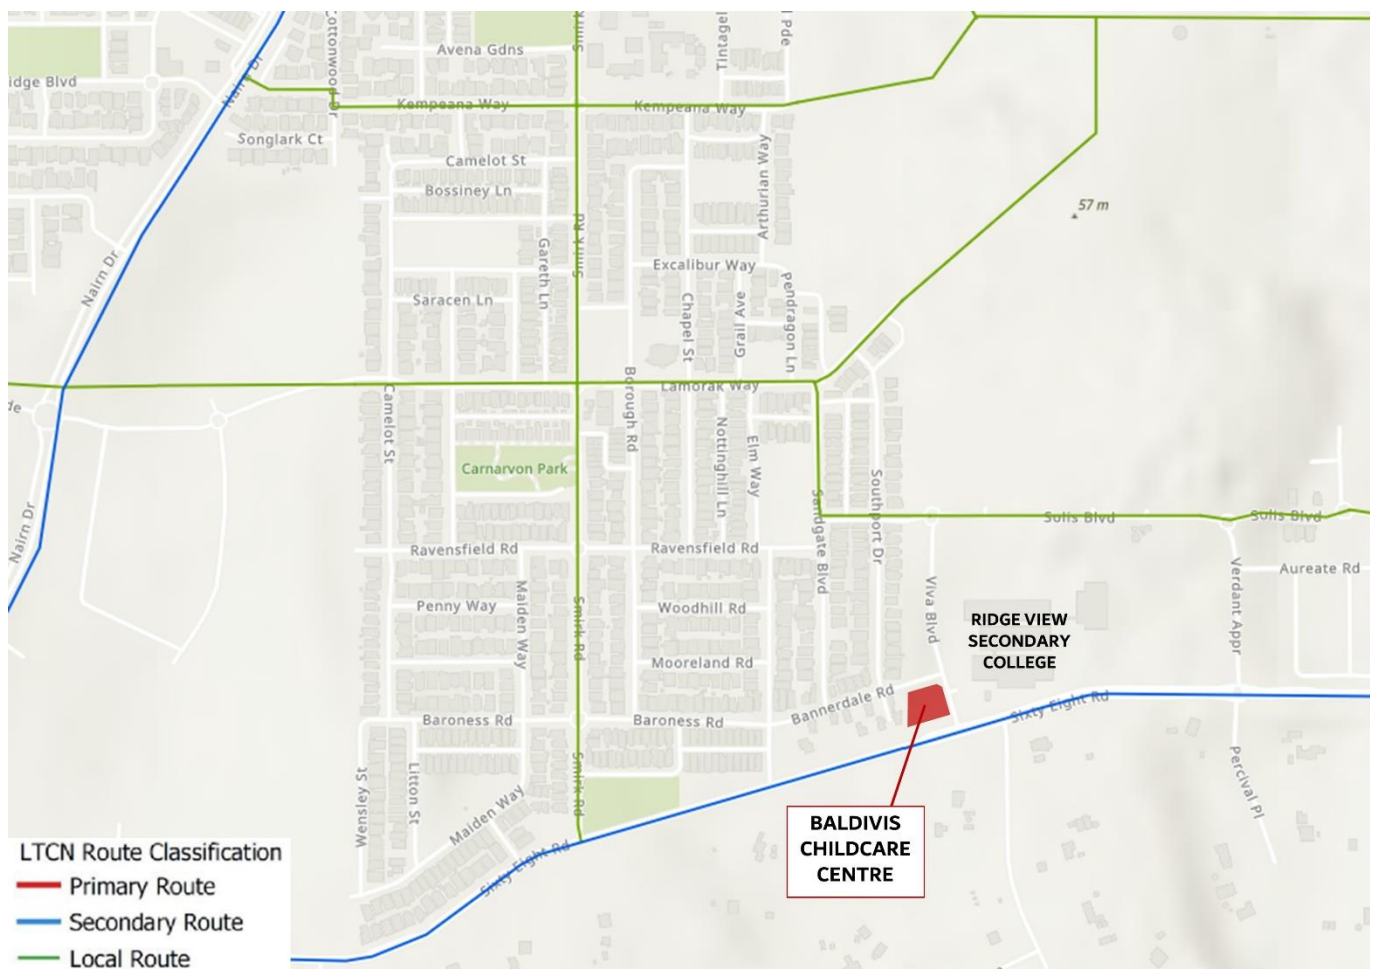 Smirk
Cottonwood Dr
Avena Gdns
Tintagel
l Pde
idge Blvd
Nairn Dr
Kempeana Way
Kempeana Way
Songlark Ct
Camelot St
Bossiney Ln
Arthurian Way
57 m
Smirk Rd
Gareth Ln
Excalibur Way
Nairn Dr
Saracen Ln
Chapel St
Grail Ave
Pendragon Ln
Lamorak Way
de
Camelot St
Borough Rd
Nottinghill Ln
Elm Way
Carnarvon Park
Southport Dr
Sandgate Blvd
Sulis Blvd
Sulis Blvd
Nairn Dr
Ravensfield Rd
Ravensfield Rd
Verdant Appr
Aureate Rd
Viva Blvd
Penny Way
Maiden Way
Smirk Rd
Woodhill Rd
RIDGE VIEW
SECONDARY
COLLEGE
Mooreland Rd
Bannerdale Rd
Sixty Eight Rd
Baroness Rd
Baroness Rd
Wensley St
Litton St
Smirk Rd
Percival Pl
Maiden Way
BALDIVIS
CHILDCARE
CENTRE
Sixty Eight Rd
LTCN Route Classification
Primary Route
Secondary Route
Local Route